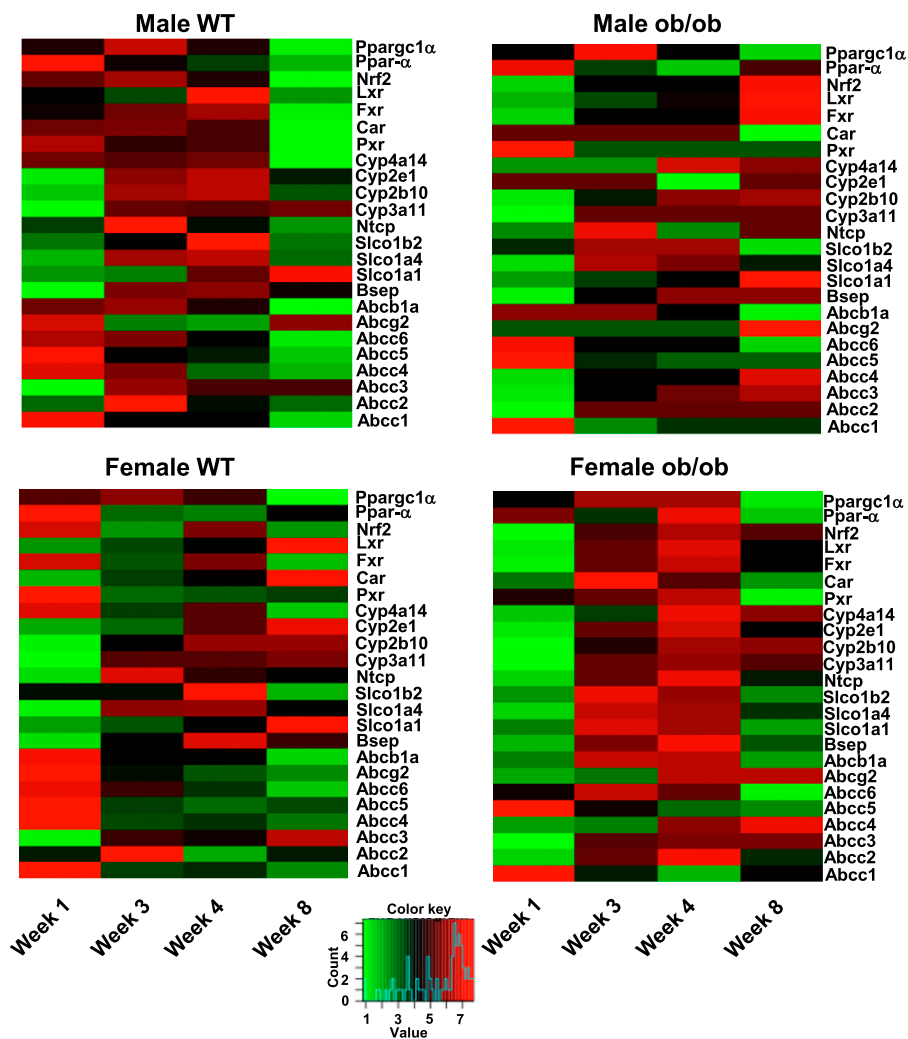 Male WT
Ppargc1α
Ppar-α
Nrf2
Lxr
Fxr
Car
Pxr
Cyp4a14
Cyp2e1
Cyp2b10
Cyp3a11
Ntcp
Slco1b2
Slco1a4
Slco1a1
Bsep
Abcb1a
Abcg2
Abcc6
Abcc5
Abcc4
Abcc3
Abcc2
Abcc1
Male ob/ob
Ppargc1α
Ppar-α
Nrf2
Lxr
Fxr
Car
Pxr
Cyp4a14
Cyp2e1
Cyp2b10
Cyp3a11
Ntcp
Slco1b2
Slco1a4
Slco1a1
Bsep
Abcb1a
Abcg2
Abcc6
Abcc5
Abcc4
Abcc3
Abcc2
Abcc1
Female WT
Ppargc1α
Ppar-α
Nrf2
Lxr
Fxr
Car
Pxr
Cyp4a14
Cyp2e1
Cyp2b10
Cyp3a11
Ntcp
Slco1b2
Slco1a4
Slco1a1
Bsep
Abcb1a
Abcg2
Abcc6
Abcc5
Abcc4
Abcc3
Abcc2
Abcc1
Week 1
Week 3
Week 4
Week 8
Female ob/ob
Ppargc1α
Ppar-α
Nrf2
Lxr
Fxr
Car
Pxr
Cyp4a14
Cyp2e1
Cyp2b10
Cyp3a11
Ntcp
Slco1b2
Slco1a4
Slco1a1
Bsep
Abcb1a
Abcg2
Abcc6
Abcc5
Abcc4
Abcc3
Abcc2
Abcc1
Week 1
Week 3
Week 4
Week 8
Color key
Count
6
4
2
0
1 3 5 7
Value